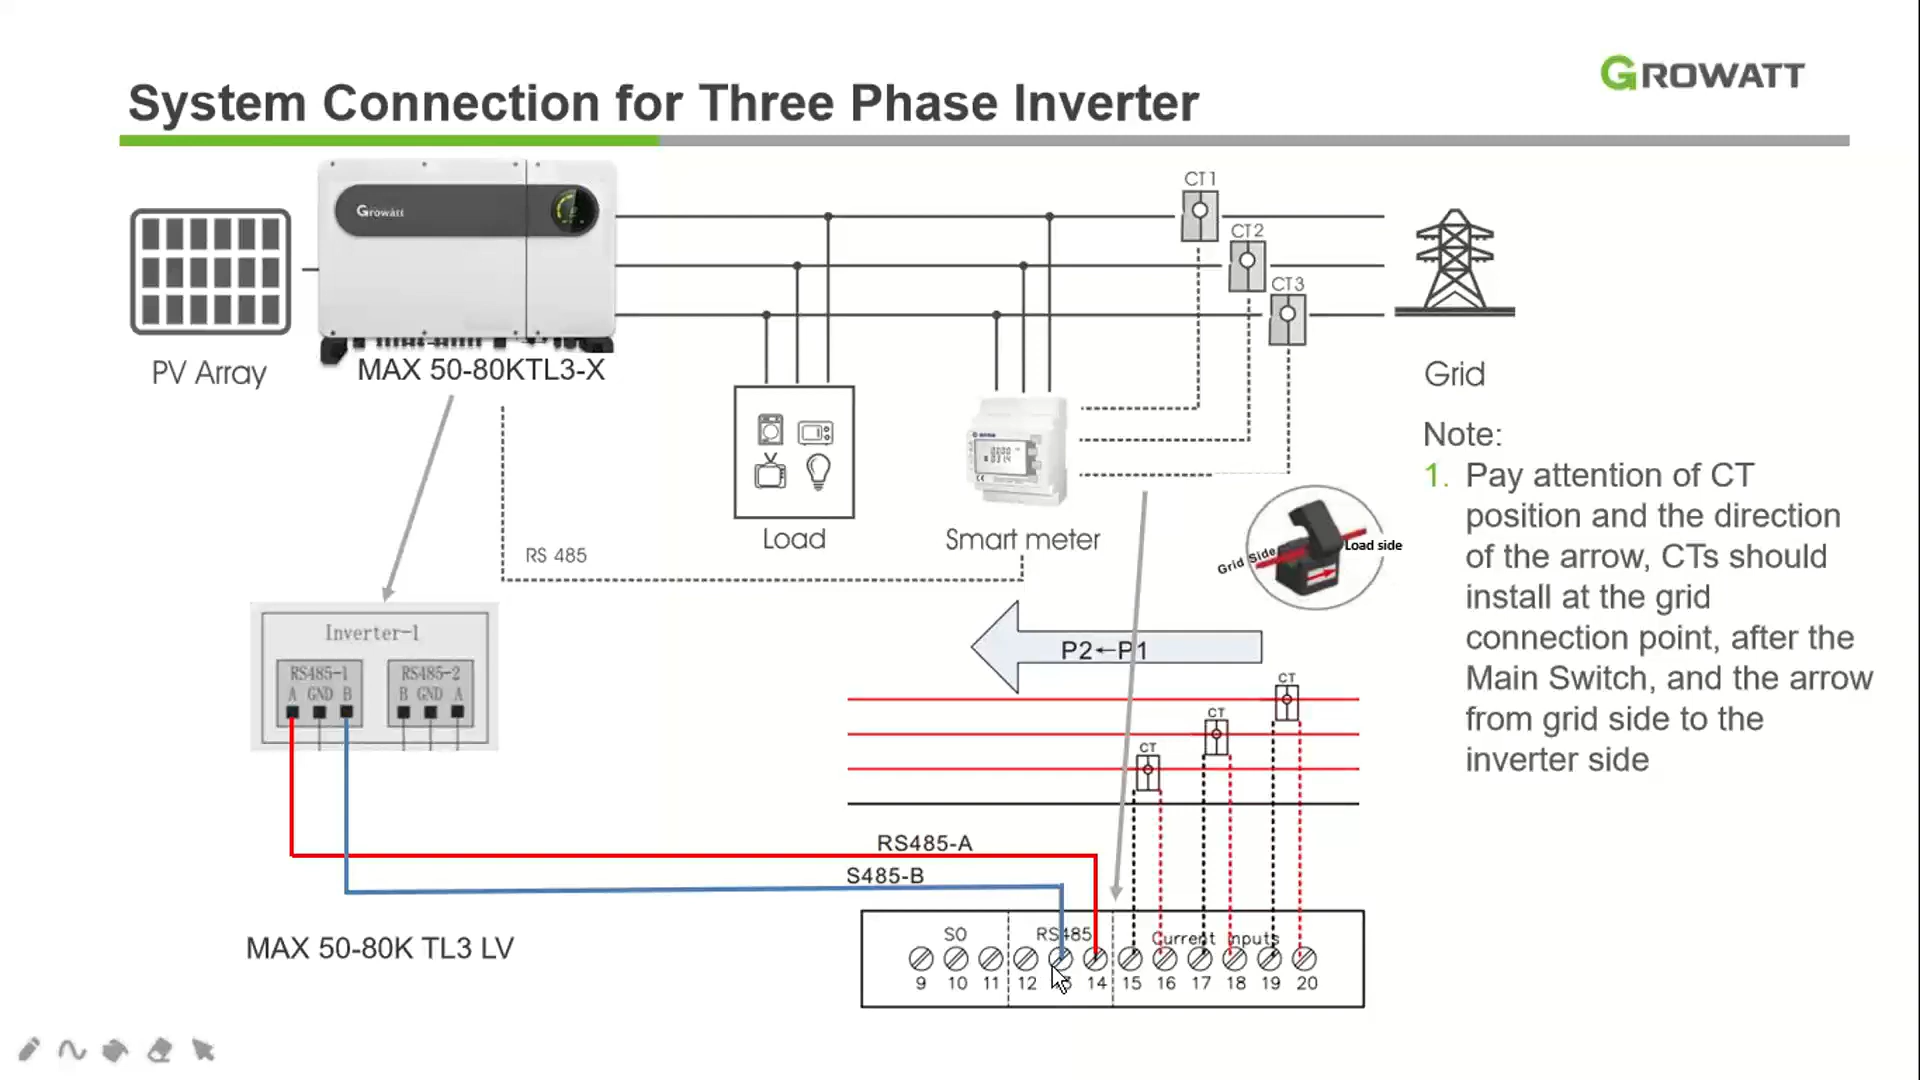 GROWATT
System Connection for Three Phase Inverter
Growatt
CT1
CT2
CT3
PV Array
MAX 50-80KTL3-X
Grid
Load
Smart meter
RS 485
Grid Side
Load side
Note:
1. Pay attention of CT
position and the direction
of the arrow, CTs should
install at the grid
connection point, after the
Main Switch, and the arrow
from grid side to the
inverter side
Inverter-1
RS485-1
RS485-2
A GND B
B GND A
P2←P1
CT
CT
CT
RS485-A
S485-B
MAX 50-80K TL3 LV
SO
RS485
Current Inputs
9 10 11 12 14 15 16 17 18 19 20